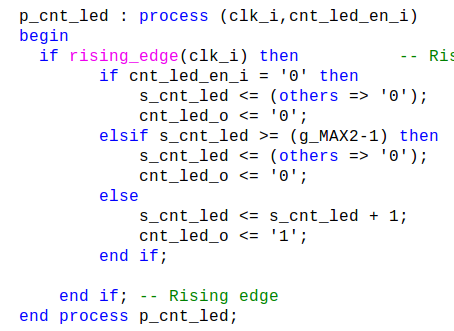 p_cnt_led : process (clk_i,cnt_led_en_i)
begin
  if rising_edge(clk_i) then          --
        if cnt_led_en_i = '0' then
            s_cnt_led <= (others => '0');
            cnt_led_o <= '0';
        elsif s_cnt_led >= (g_MAX2-1) then
            s_cnt_led <= (others => '0');
            cnt_led_o <= '0';
        else
            s_cnt_led <= s_cnt_led + 1;
            cnt_led_o <= '1';
        end if;

    end if; -- Rising edge
end process p_cnt_led;